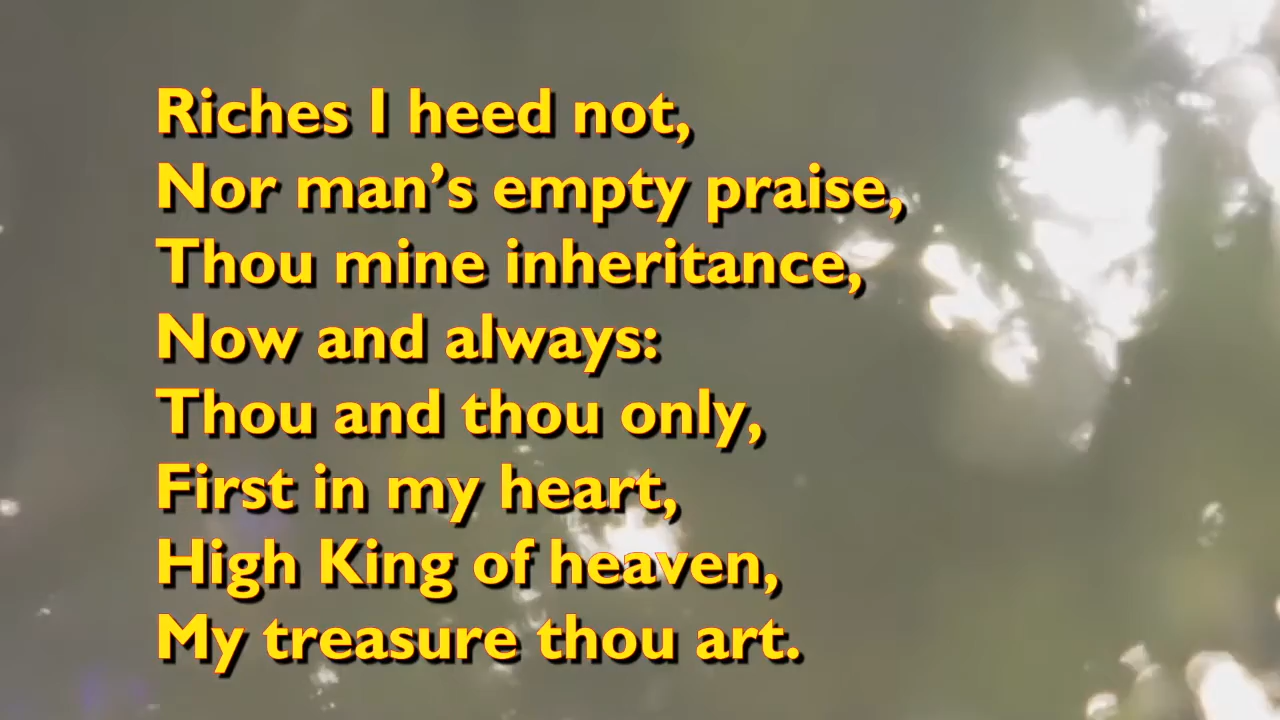 Riches I heed not,
Nor man’s empty praise,
Thou mine inheritance,
Now and always:
Thou and thou only,
First in my heart,
High King of heaven,
My treasure thou art.